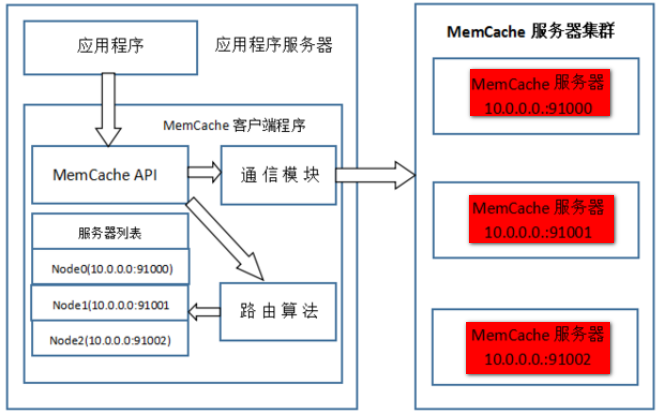 应用程序
应用程序服务器
MemCache 客户端程序
MemCache API
通信模块
服务器列表
Node0(10.0.0.0:91000)
Node1(10.0.0.0:91001
Node2(10.0.0.0:91002)
路由算法
MemCache 服务器集群
MemCache 服务器
10.0.0.0.:91000
MemCache 服务器
10.0.0.0.:91001
MemCache 服务器
10.0.0.0.:91002